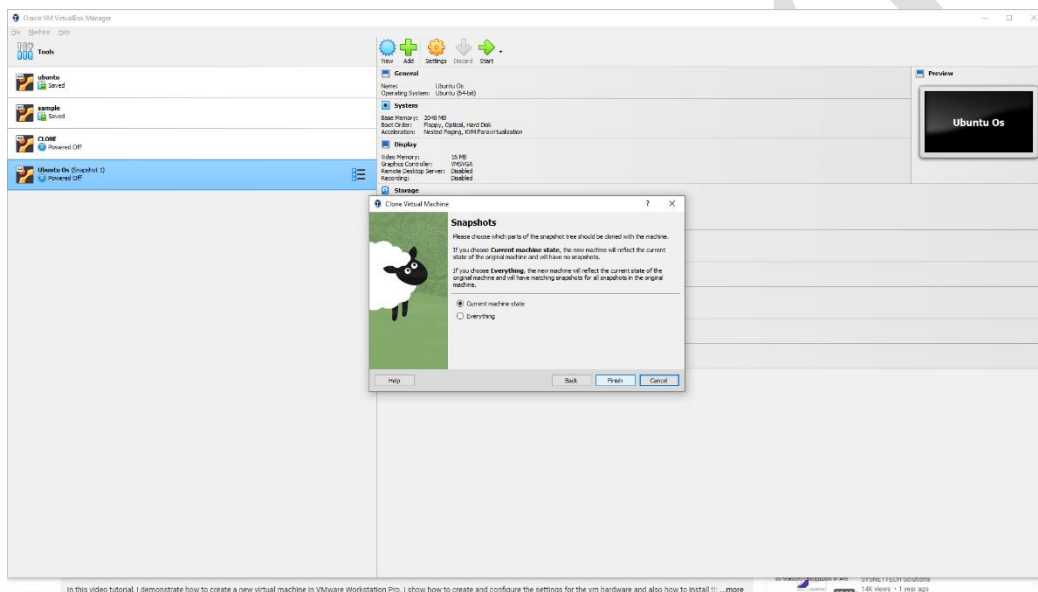 Oracle VM VirtualBox Manager
File Machine Help
Tools
ubuntu
Saved
sample
Saved
CLONE
Powered Off
Ubuntu Os (Snapshot 1)
Powered Off
New Add Settings Discard Start
General
Name: Ubuntu Os
Operating System: Ubuntu (64-bit)
System
Base Memory: 2048 MB
Boot Order: Floppy, Optical, Hard Disk
Acceleration: Nested Paging, KVM Paravirtualization
Display
Video Memory: 16 MB
Graphics Controller: VMSVGA
Remote Desktop Server: Disabled
Recording: Disabled
Storage
Preview
Ubuntu Os
Clone Virtual Machine
Snapshots
Please choose which parts of the snapshot tree should be cloned with the machine.
If you choose Current machine state, the new machine will reflect the current
state of the original machine and will have no snapshots.
If you choose Everything, the new machine will reflect the current state of the
original machine and will have matching snapshots for all snapshots in the original
machine.
Current machine state
Everything
Help Back Finish Cancel
In this video tutorial, I demonstrate how to create a new virtual machine in VMware Workstation Pro. I show how to create and configure the settings for the vm hardware and also how to install th ...more
SYSNETTECH Solutions
14K views • 1 year ago